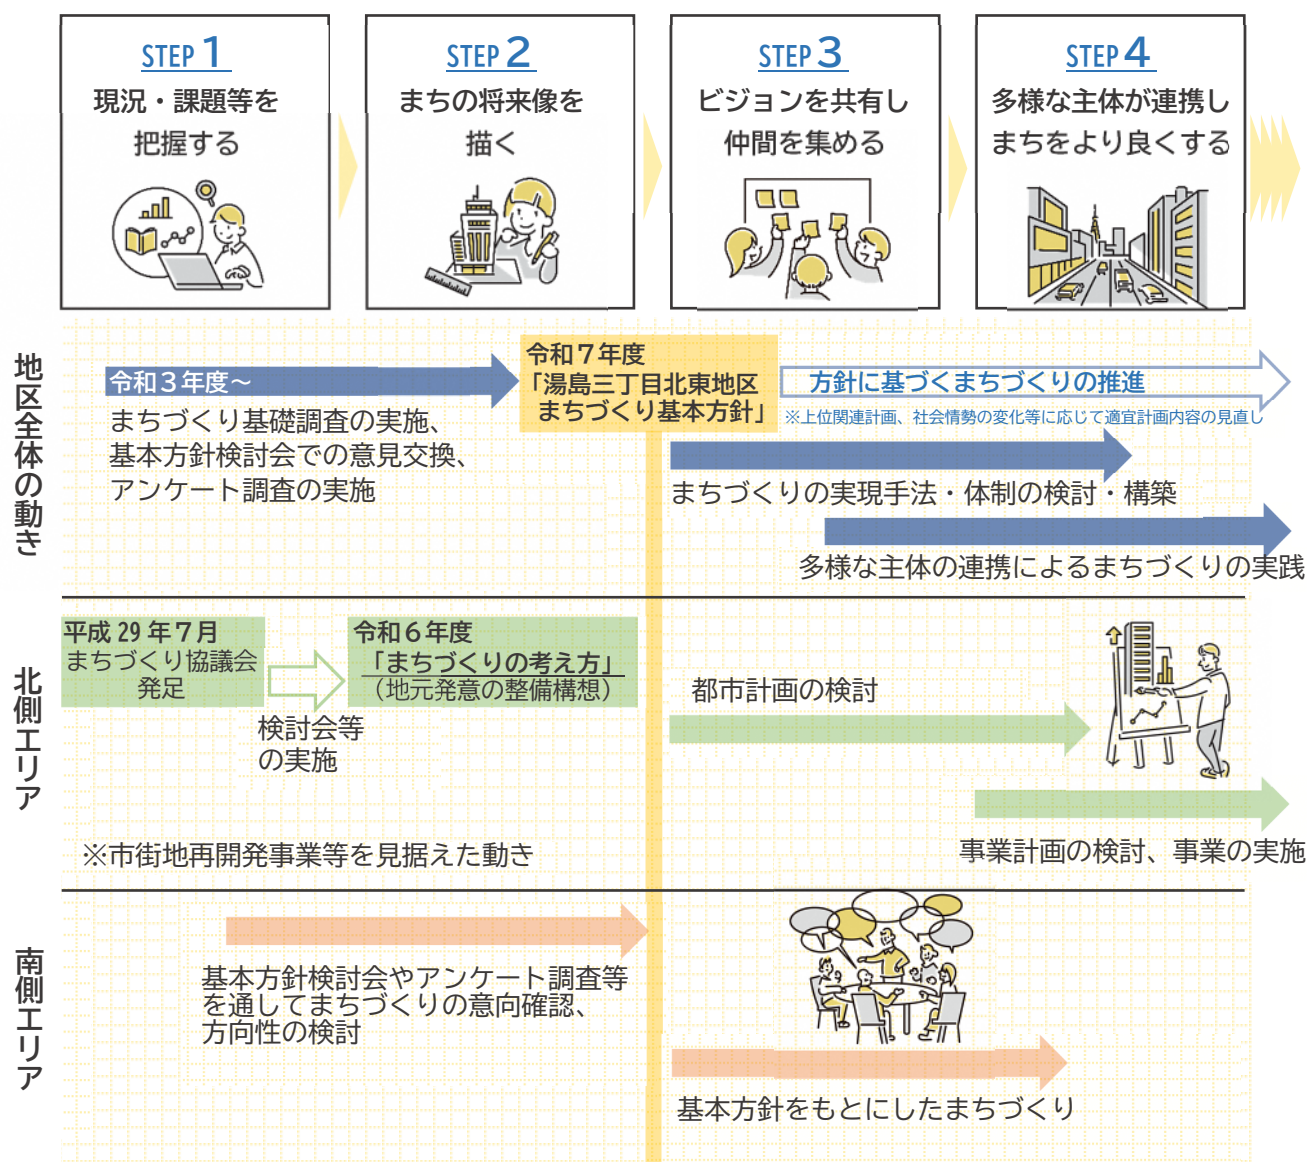 STEP 1
現況・課題等を
把握する
STEP 2
まちの将来像を
描く
STEP 3
ビジョンを共有し
仲間を集める
STEP 4
多様な主体が連携し
まちをより良くする
地区全体の動き
令和３年度～
まちづくり基礎調査の実施、
基本方針検討会での意見交換、
アンケート調査の実施
令和７年度
「湯島三丁目北東地区
まちづくり基本方針」
方針に基づくまちづくりの推進
※上位関連計画、社会情勢の変化等に応じて適宜計画内容の見直し
まちづくりの実現手法・体制の検討・構築
多様な主体の連携によるまちづくりの実践
北側エリア
平成 29 年７月
まちづくり協議会
発足
検討会等
の実施
令和６年度
「まちづくりの考え方」
（地元発意の整備構想）
都市計画の検討
事業計画の検討、事業の実施
※市街地再開発事業等を見据えた動き
南側エリア
基本方針検討会やアンケート調査等
を通してまちづくりの意向確認、
方向性の検討
基本方針をもとにしたまちづくり